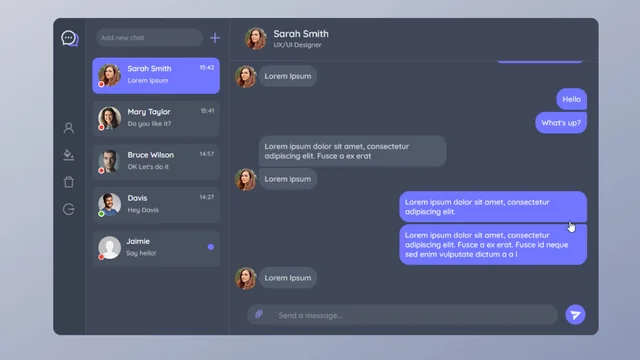 Add new chat
Sarah Smith
15:42
Lorem Ipsum
Mary Taylor
15:41
Do you like it?
Bruce Wilson
14:57
OK Let's do it
Davis
14:27
Hey Davis
Jaimie
Say hello!
Sarah Smith
UX/UI Designer
Lorem Ipsum
Hello
What's up?
Lorem ipsum dolor sit amet, consectetur
adipiscing elit. Fusce a ex erat
Lorem ipsum
Lorem ipsum dolor sit amet, consectetur
adipiscing elit.
Lorem ipsum dolor sit amet, consectetur
adipiscing elit. Fusce a ex erat. Fusce id neque
sed enim vulputate dictum a a l
Lorem Ipsum
Send a message...